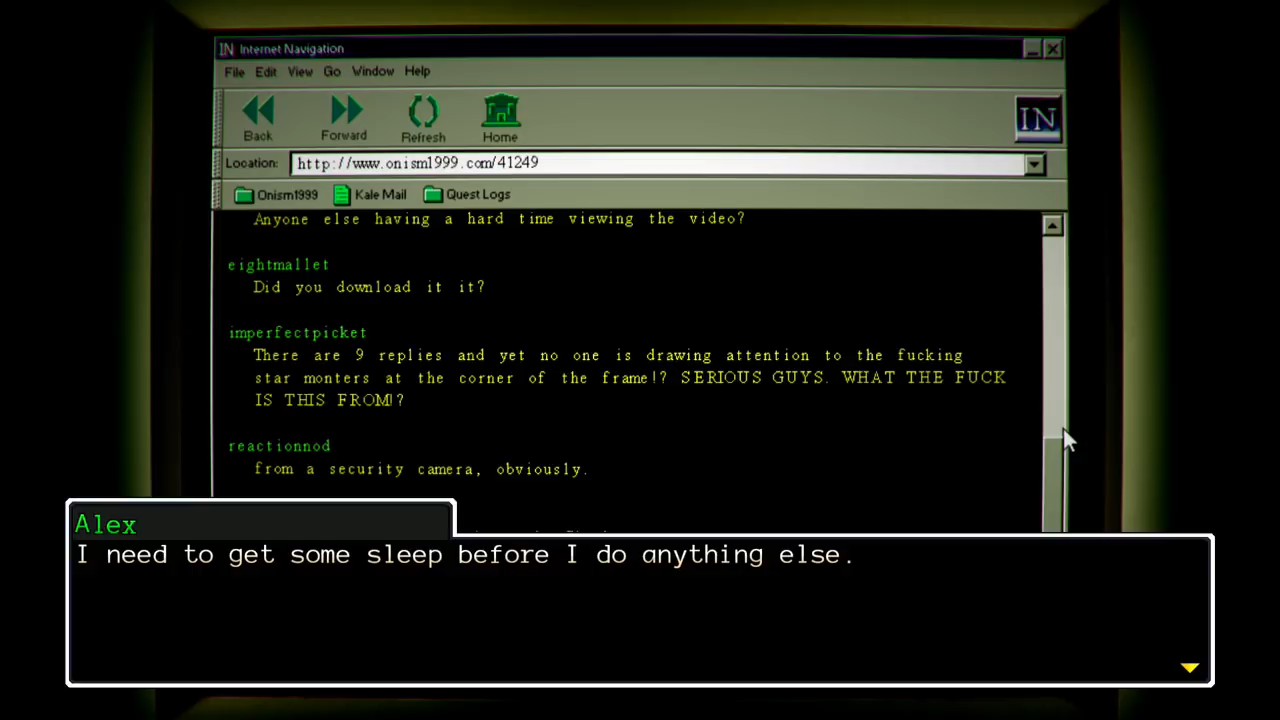 IN Internet Navigation
File Edit View Go Window Help
Back Forward Refresh Home
IN
Location: http://www.onism1999.com/41249
Onism1999 Kale Mail Quest Logs
Anyone else having a hard time viewing the video?
eightmallet
Did you download it it?
imperfectpicket
There are 9 replies and yet no one is drawing attention to the fucking
star monters at the corner of the frame!? SERIOUS GUYS. WHAT THE FUCK
IS THIS FROM!?
reactionnod
from a security camera, obviously.
Alex
I need to get some sleep before I do anything else.